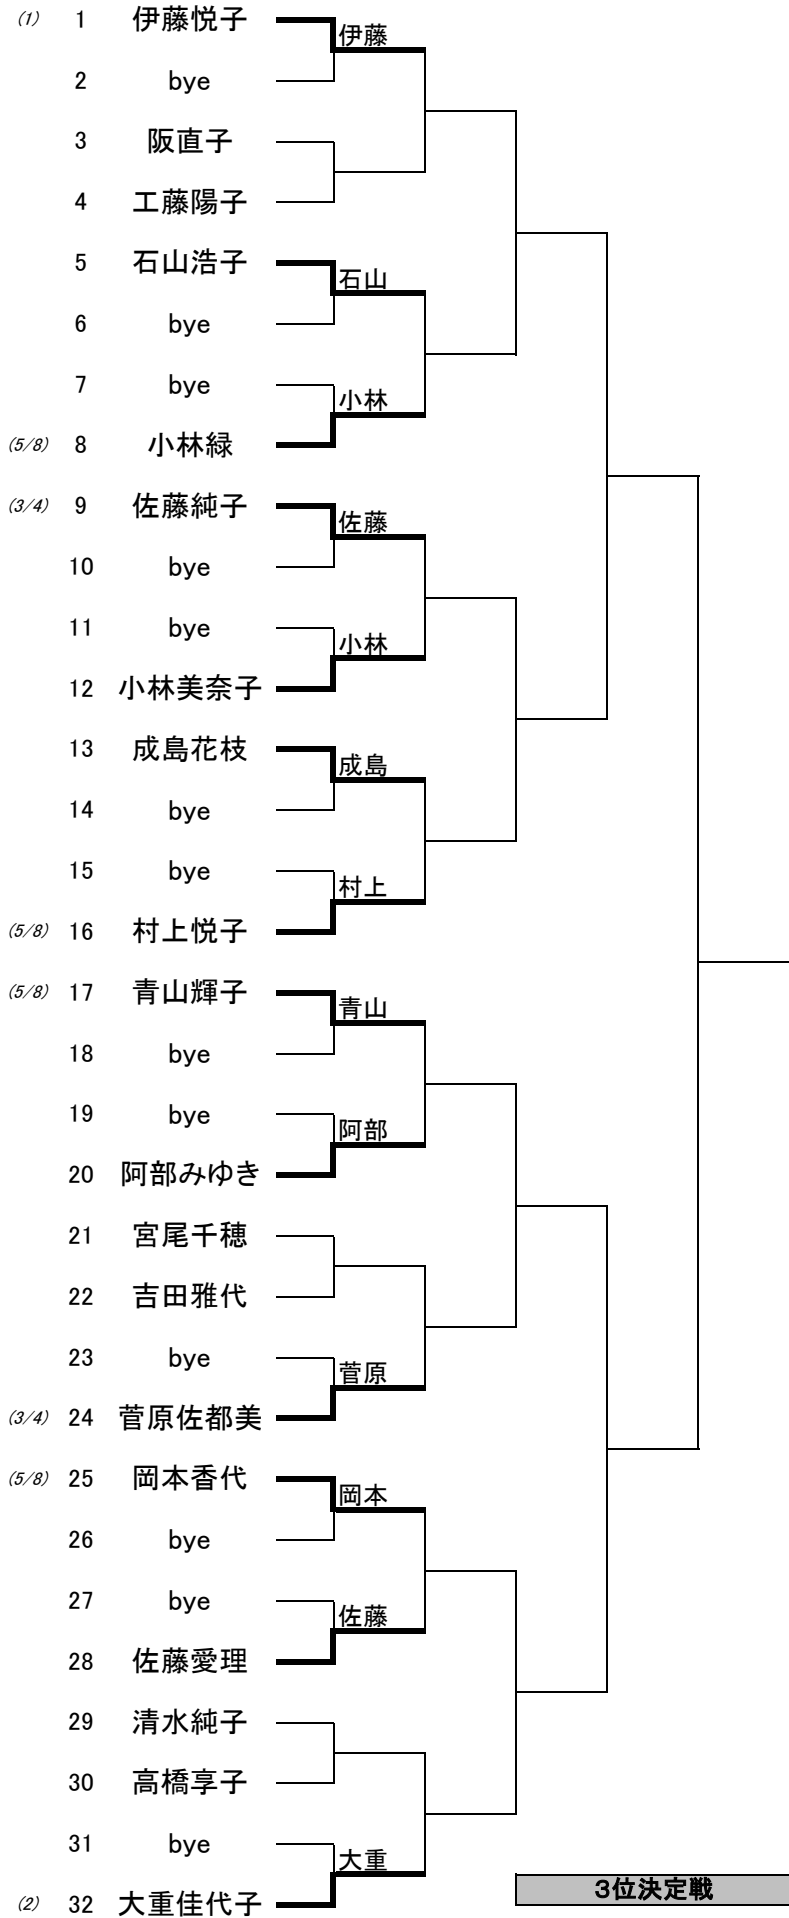 (1) 1 伊藤悦子
伊藤
2 bye
3 阪直子
4 工藤陽子
5 石山浩子
石山
6 bye
7 bye
小林
(5/8) 8 小林緑
(3/4) 9 佐藤純子
佐藤
10 bye
11 bye
小林
12 小林美奈子
13 成島花枝
成島
14 bye
15 bye
村上
(5/8) 16 村上悦子
(5/8) 17 青山輝子
青山
18 bye
19 bye
阿部
20 阿部みゆき
21 宮尾千穂
22 吉田雅代
23 bye
菅原
(3/4) 24 菅原佐都美
(5/8) 25 岡本香代
岡本
26 bye
27 bye
佐藤
28 佐藤愛理
29 清水純子
30 高橋享子
31 bye
大重
(2) 32 大重佳代子
3位決定戦